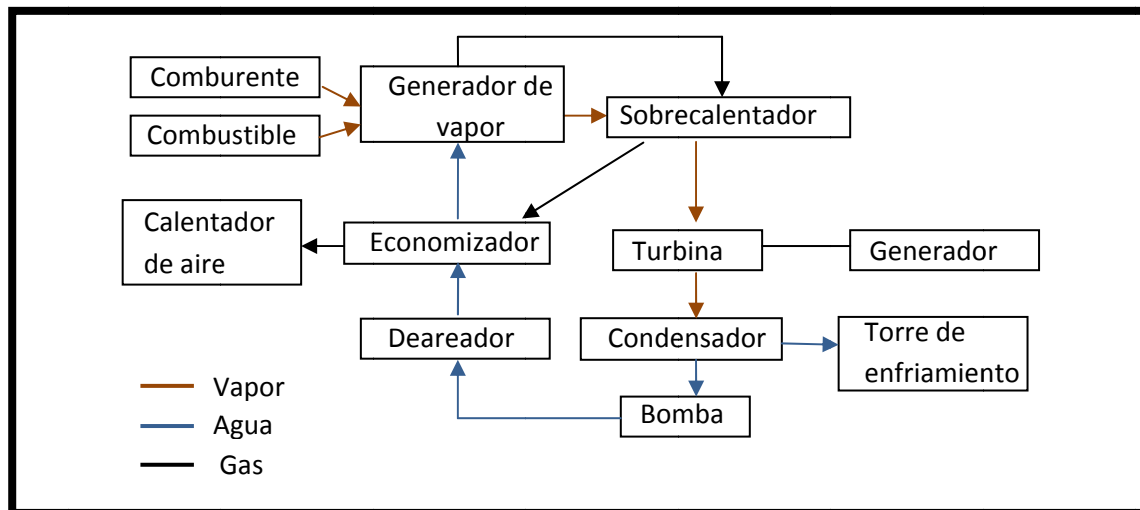 Comburente
Generador de
vapor
Combustible
Sobrecalentador
Calentador
de aire
Economizador
Turbina
Generador
Deareador
Condensador
Torre de
enfriamiento
Bomba
Vapor
Agua
Gas